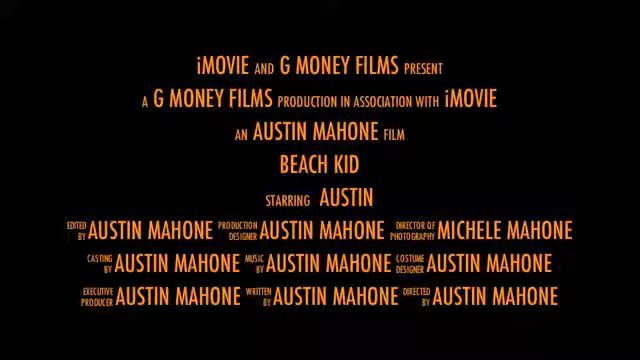 iMOVIE AND G MONEY FILMS PRESENT
A G MONEY FILMS PRODUCTION IN ASSOCIATION WITH iMOVIE
AN AUSTIN MAHONE FILM
BEACH KID
STARRING AUSTIN
EDITED BY AUSTIN MAHONE PRODUCTION DESIGNER AUSTIN MAHONE DIRECTOR OF PHOTOGRAPHY MICHELE MAHONE
CASTING BY AUSTIN MAHONE MUSIC BY AUSTIN MAHONE COSTUME DESIGNER AUSTIN MAHONE
EXECUTIVE PRODUCER AUSTIN MAHONE WRITTEN BY AUSTIN MAHONE DIRECTED BY AUSTIN MAHONE